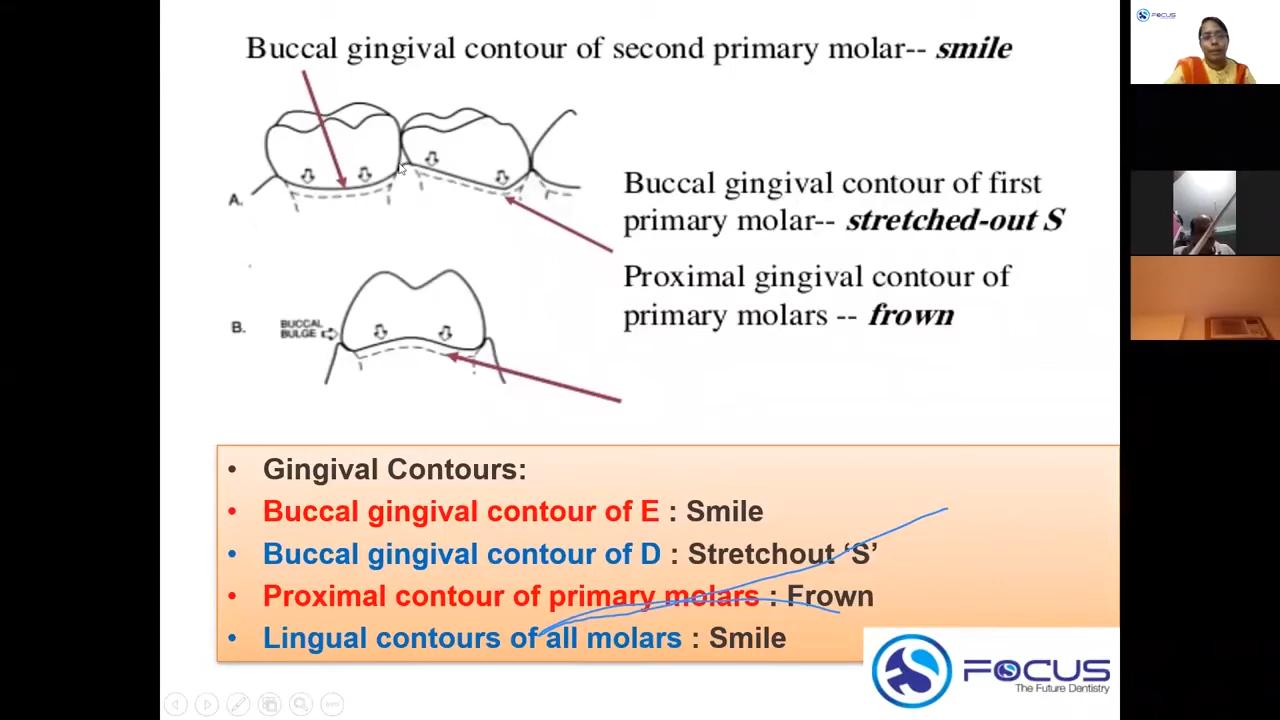 Buccal gingival contour of second primary molar-- smile
A.
Buccal gingival contour of first
primary molar-- stretched-out S
Proximal gingival contour of
primary molars -- frown
B.
BUCCAL
BULGE
• Gingival Contours:
• Buccal gingival contour of E : Smile
• Buccal gingival contour of D : Stretchout ‘S’
• Proximal contour of primary molars : Frown
• Lingual contours of all molars : Smile
FOCUS
The Future Dentistry
FOCUS